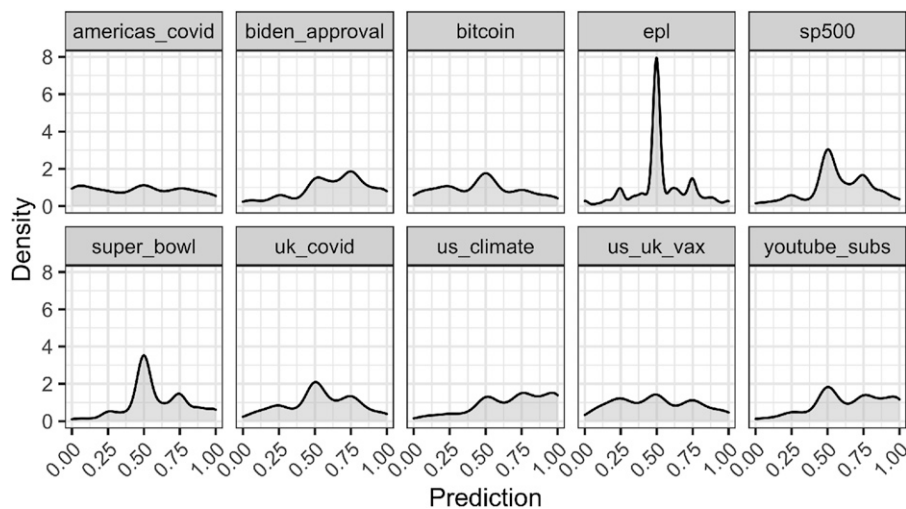 americas_covid biden_approval bitcoin epl sp500
8
6
4
2
0
super_bowl uk_covid us_climate us_uk_vax youtube_subs
8
6
4
2
0
Density
0.00 0.25 0.50 0.75 1.00 0.00 0.25 0.50 0.75 1.00 0.00 0.25 0.50 0.75 1.00 0.00 0.25 0.50 0.75 1.00 0.00 0.25 0.50 0.75 1.00
Prediction